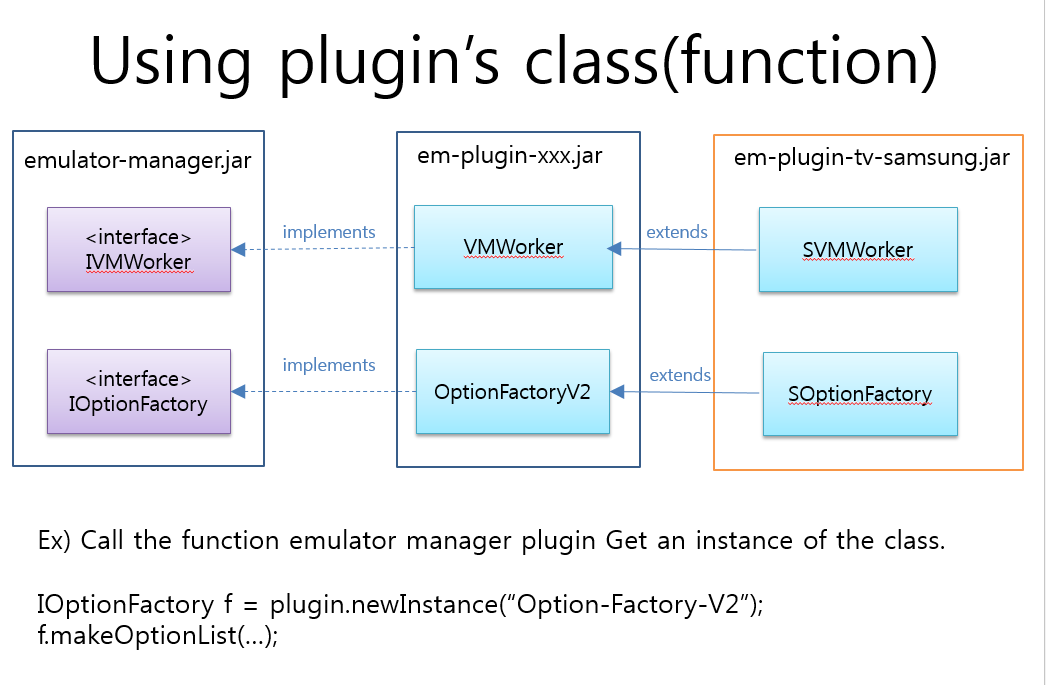 Using plugin’s class(function)
emulator-manager.jar
em-plugin-xxx.jar
em-plugin-tv-samsung.jar
<interface>
IVMWorker
implements
VMWorker
extends
SVMWorker
<interface>
IOptionFactory
implements
OptionFactoryV2
extends
SOptionFactory
Ex) Call the function emulator manager plugin Get an instance of the class.
IOptionFactory f = plugin.newInstance(“Option-Factory-V2”);
f.makeOptionList(…);